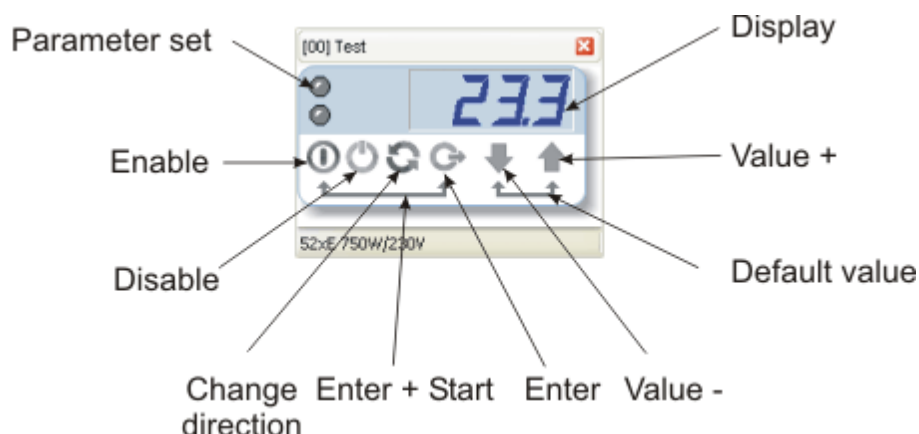 Parameter set
[00] Test
Display
23.3
Enable
Value +
52xE 750W/230V
Disable
Default value
Change direction
Enter + Start
Enter
Value -